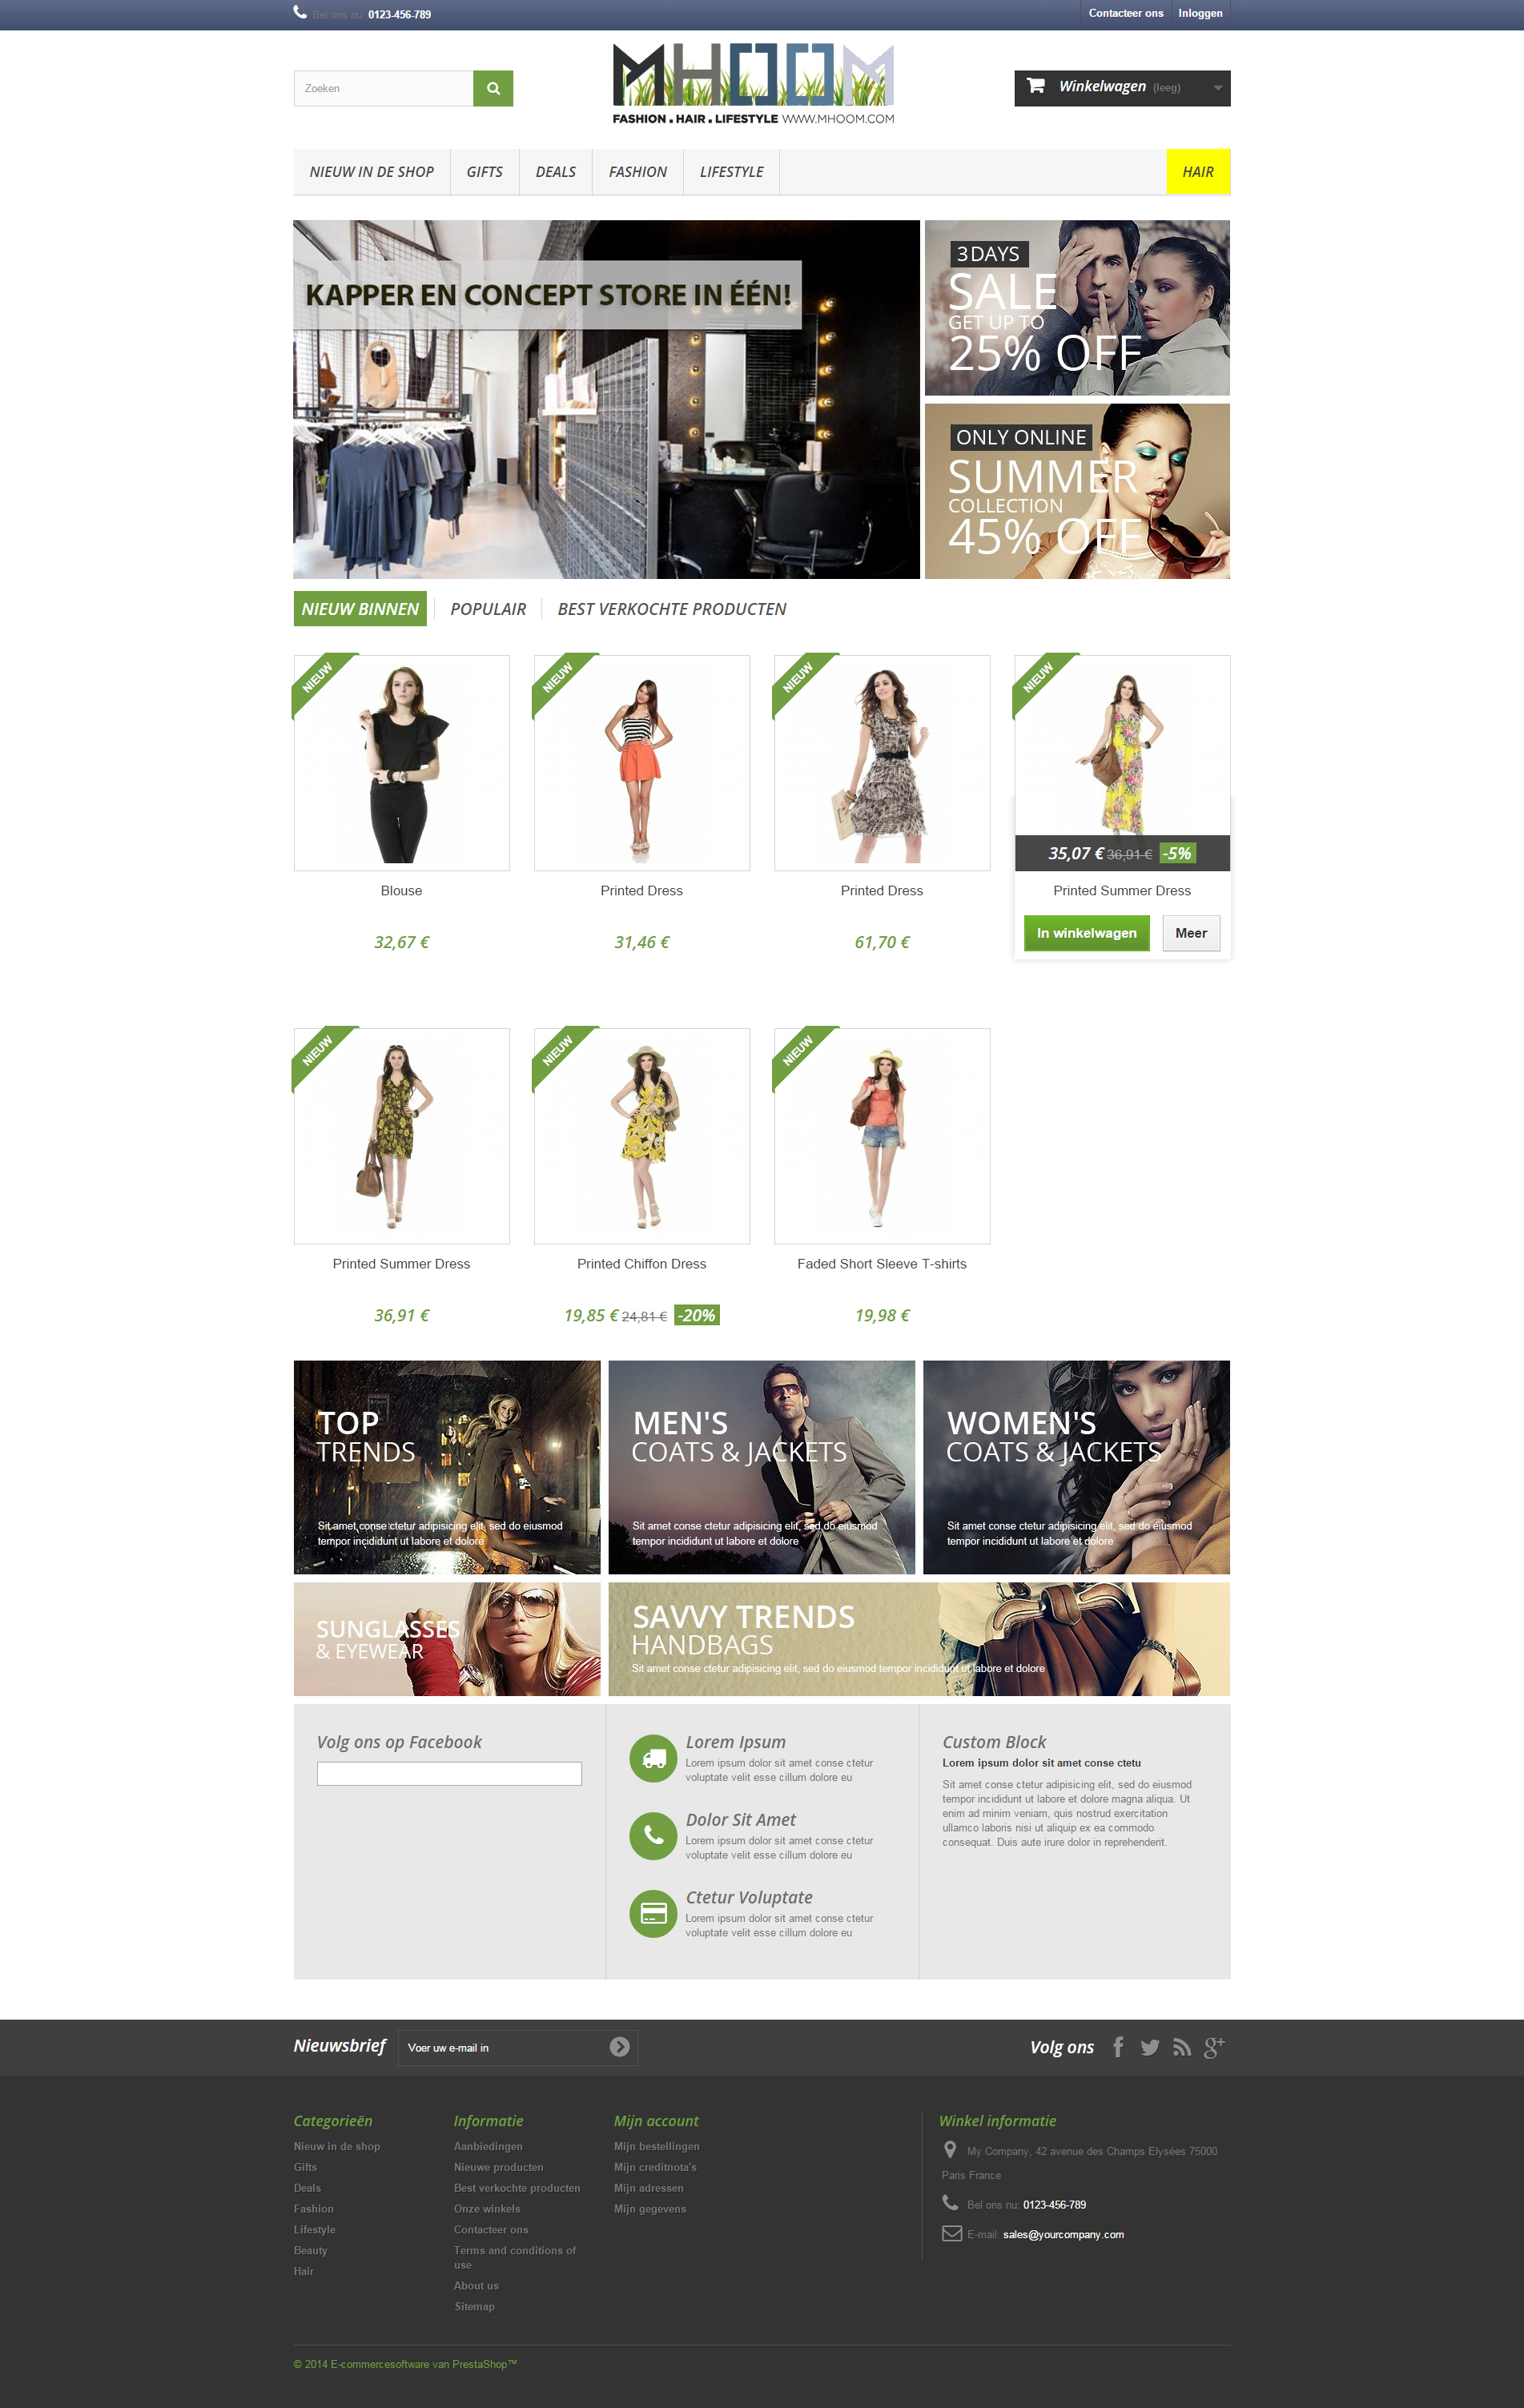 Bel ons nu: 0123-456-789
Contacteer ons
Inloggen
Zoeken
MHOOM
FASHION . HAIR . LIFESTYLE WWW.MHOOM.COM
Winkelwagen (leeg)
NIEUW IN DE SHOP
GIFTS
DEALS
FASHION
LIFESTYLE
HAIR
KAPPER EN CONCEPT STORE IN ÉÉN!
3 DAYS
SALE
GET UP TO
25% OFF
ONLY ONLINE
SUMMER
COLLECTION
45% OFF
NIEUW BINNEN
POPULAIR
BEST VERKOCHTE PRODUCTEN
NIEUW
NIEUW
NIEUW
NIEUW
35,07 € 36,91 € -5%
Blouse
Printed Dress
Printed Dress
Printed Summer Dress
32,67 €
31,46 €
61,70 €
In winkelwagen
Meer
NIEUW
NIEUW
NIEUW
Printed Summer Dress
Printed Chiffon Dress
Faded Short Sleeve T-shirts
36,91 €
19,85 € 24,81 € -20%
19,98 €
TOP
TRENDS
Sit amet conse ctetur adipisicing elit, sed do eiusmod
tempor incididunt ut labore et dolore
MEN'S
COATS & JACKETS
Sit amet conse ctetur adipisicing elit, sed do eiusmod
tempor incididunt ut labore et dolore
WOMEN'S
COATS & JACKETS
Sit amet conse ctetur adipisicing elit, sed do eiusmod
tempor incididunt ut labore et dolore
SUNGLASSES
& EYEWEAR
SAVVY TRENDS
HANDBAGS
Sit amet conse ctetur adipisicing elit, sed do eiusmod tempor incididunt ut labore et dolore
Volg ons op Facebook
Lorem Ipsum
Lorem ipsum dolor sit amet conse ctetur
voluptate velit esse cillum dolore eu
Dolor Sit Amet
Lorem ipsum dolor sit amet conse ctetur
voluptate velit esse cillum dolore eu
Ctetur Voluptate
Lorem ipsum dolor sit amet conse ctetur
voluptate velit esse cillum dolore eu
Custom Block
Lorem ipsum dolor sit amet conse ctetu
Sit amet conse ctetur adipisicing elit, sed do eiusmod
tempor incididunt ut labore et dolore magna aliqua. Ut
enim ad minim veniam, quis nostrud exercitation
ullamco laboris nisi ut aliquip ex ea commodo
consequat. Duis aute irure dolor in reprehenderit.
Nieuwsbrief
Voer uw e-mail in
Volg ons
Categorieën
Nieuw in de shop
Gifts
Deals
Fashion
Lifestyle
Beauty
Hair
Informatie
Aanbiedingen
Nieuwe producten
Best verkochte producten
Onze winkels
Contacteer ons
Terms and conditions of
use
About us
Sitemap
Mijn account
Mijn bestellingen
Mijn creditnota's
Mijn adressen
Mijn gegevens
Winkel informatie
My Company, 42 avenue des Champs Elysées 75000
Paris France
Bel ons nu: 0123-456-789
E-mail: sales@yourcompany.com
© 2014 E-commercesoftware van PrestaShop™